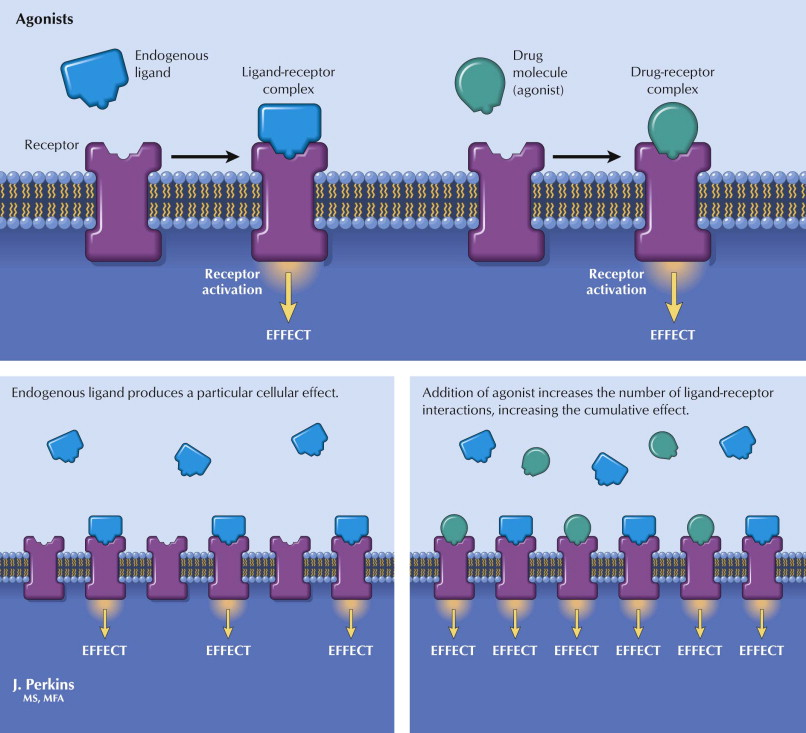 Agonists
Endogenous
ligand
Ligand-receptor
complex
Receptor
Receptor
activation
EFFECT
Drug
molecule
(agonist)
Drug-receptor
complex
Receptor
activation
EFFECT
Endogenous ligand produces a particular cellular effect.
EFFECT
EFFECT
EFFECT
J. Perkins
MS, MFA
Addition of agonist increases the number of ligand-receptor
interactions, increasing the cumulative effect.
EFFECT
EFFECT
EFFECT
EFFECT
EFFECT
EFFECT